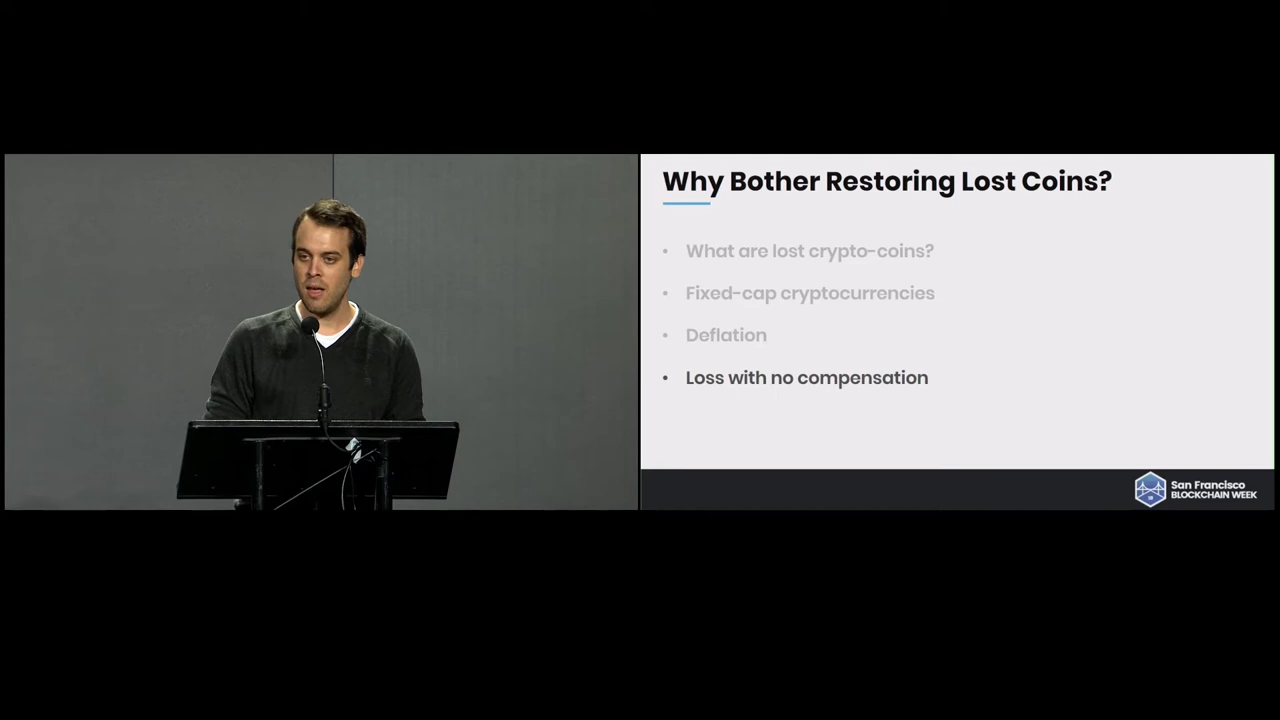 Why Bother Restoring Lost Coins?
• What are lost crypto-coins?
• Fixed-cap cryptocurrencies
• Deflation
• Loss with no compensation
San Francisco
BLOCKCHAIN WEEK